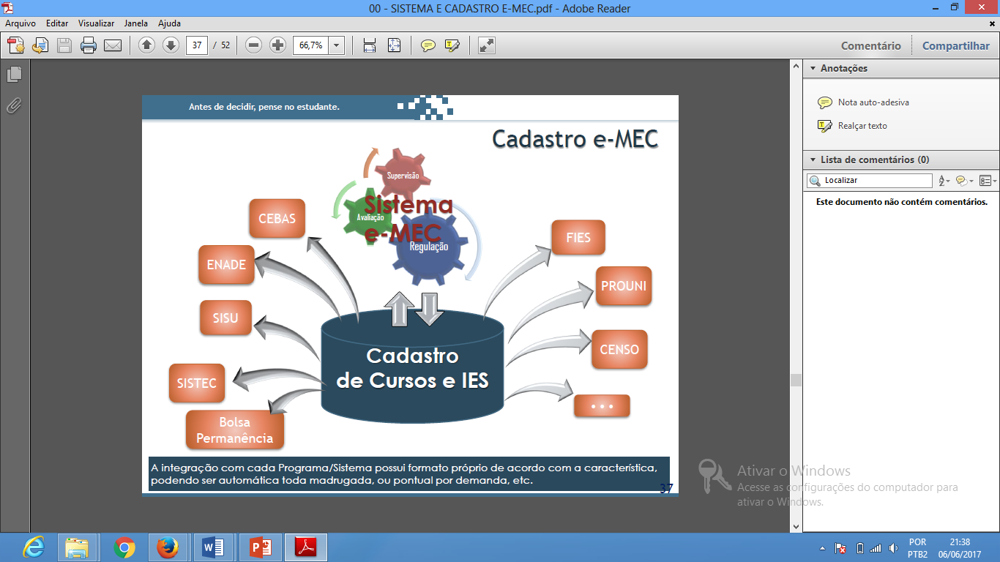 00 - SISTEMA E CADASTRO E-MEC.pdf - Adobe Reader
Arquivo Editar Visualizar Janela Ajuda
37 / 52 66,7% Comentário Compartilhar
Anotações
Nota auto-adesiva
Realçar texto
Lista de comentários (0)
Localizar
Este documento não contém comentários.
Antes de decidir, pense no estudante.
Cadastro e-MEC
Supervisão
Avaliação
Regulação
Sistema
e-MEC
CEBAS
ENADE
SISU
SISTEC
Bolsa
Permanência
FIES
PROUNI
CENSO
...
Cadastro
de Cursos e IES
A integração com cada Programa/Sistema possui formato próprio de acordo com a característica,
podendo ser automática toda madrugada, ou pontual por demanda, etc.
37
Ativar o Windows
Acesse as configurações do computador para
ativar o Windows.
POR 21:38
PTB2 06/06/2017